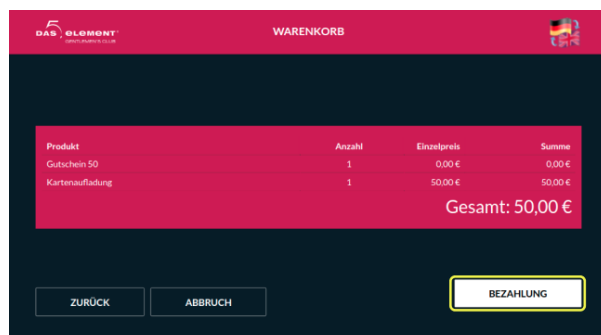 DAS 5 element
GENTLEMEN'S CLUB
WARENKORB
Produkt Anzahl Einzelpreis Summe
Gutschein 50 1 0,00 € 0,00 €
Kartenaufladung 1 50,00 € 50,00 €
Gesamt: 50,00 €
ZURÜCK ABBRUCH BEZAHLUNG